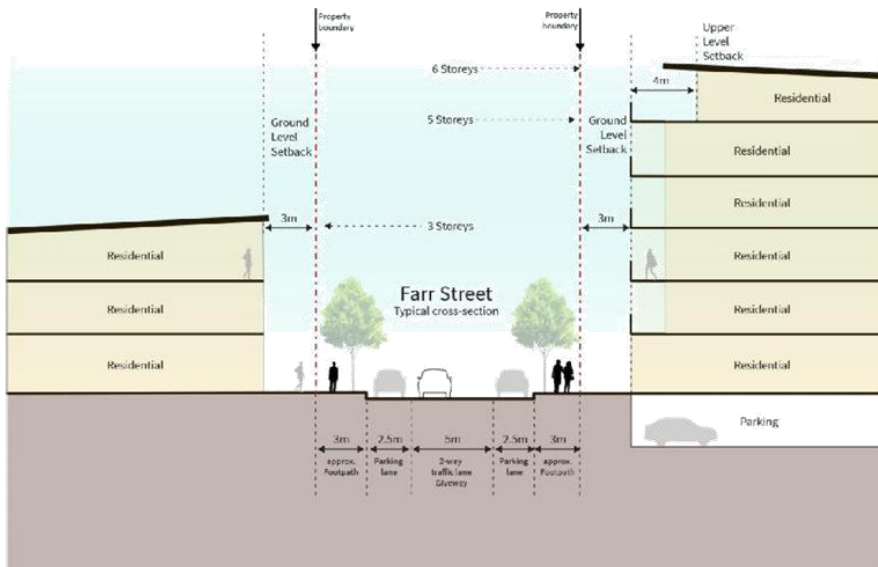 Property
boundary
Property
boundary
Upper
Level
Setback
6 Storeys
4m
Residential
Ground
Level
Setback
5 Storeys
Ground
Level
Setback
Residential
Residential
3m
3 Storeys
3m
Residential
Residential
Farr Street
Typical cross-section
Residential
Residential
Residential
Residential
Parking
3m
2.5m
5m
2.5m
3m
approx.
Footpath
Parking
lane
2-way
traffic lane
Giveway
Parking
lane
approx.
Footpath